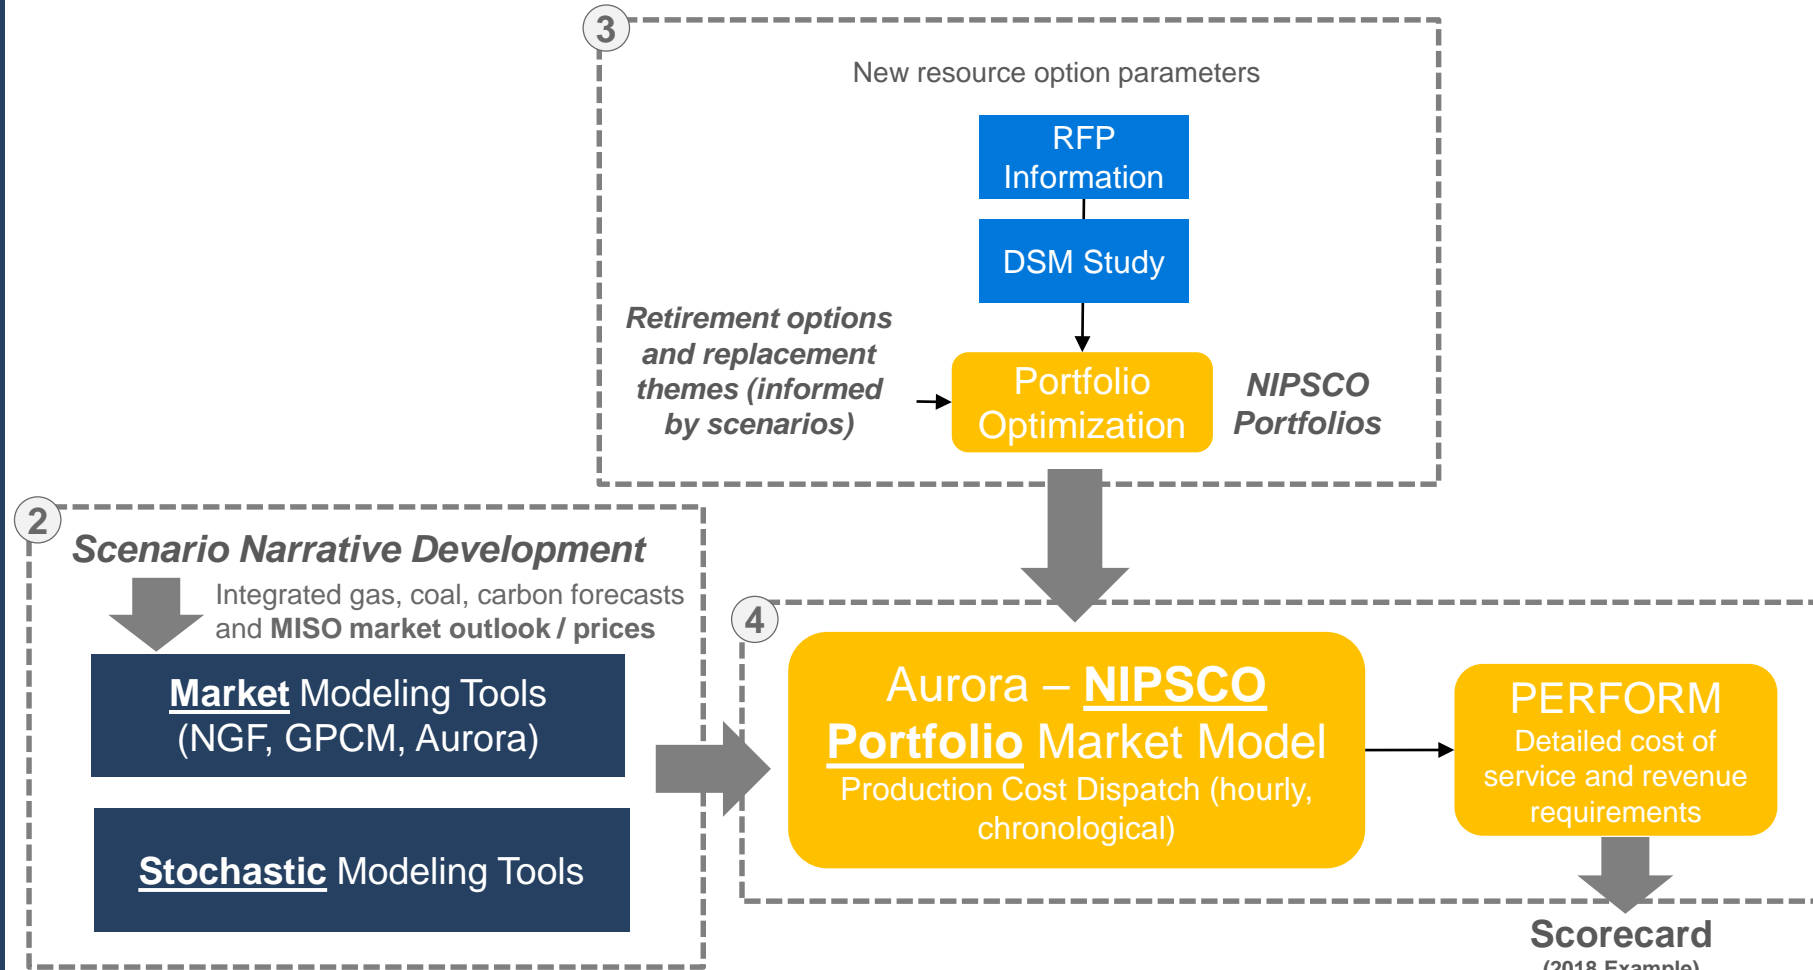 3
New resource option parameters
RFP
Information
DSM Study
Retirement options
and replacement
themes (informed
by scenarios)
Portfolio
Optimization
NIPSCO
Portfolios
2
Scenario Narrative Development
Integrated gas, coal, carbon forecasts
and MISO market outlook / prices
Market Modeling Tools
(NGF, GPCM, Aurora)
Stochastic Modeling Tools
4
Aurora – NIPSCO
Portfolio Market Model
Production Cost Dispatch (hourly,
chronological)
PERFORM
Detailed cost of
service and revenue
requirements
Scorecard
(2018 Example)